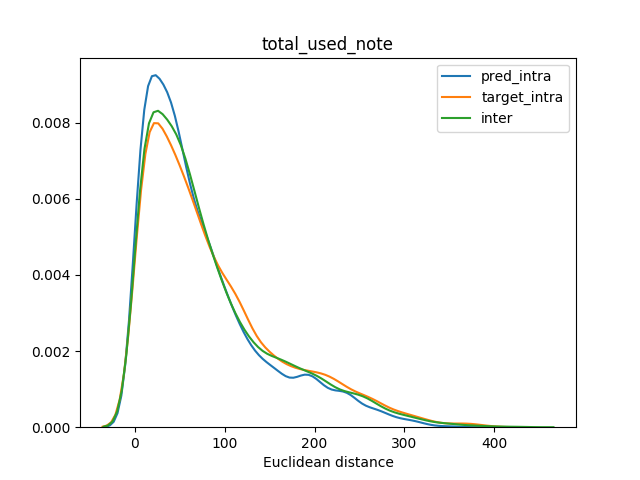 total_used_note
pred_intra
target_intra
inter
0.008
0.006
0.004
0.002
0.000
0
100
200
300
400
Euclidean distance